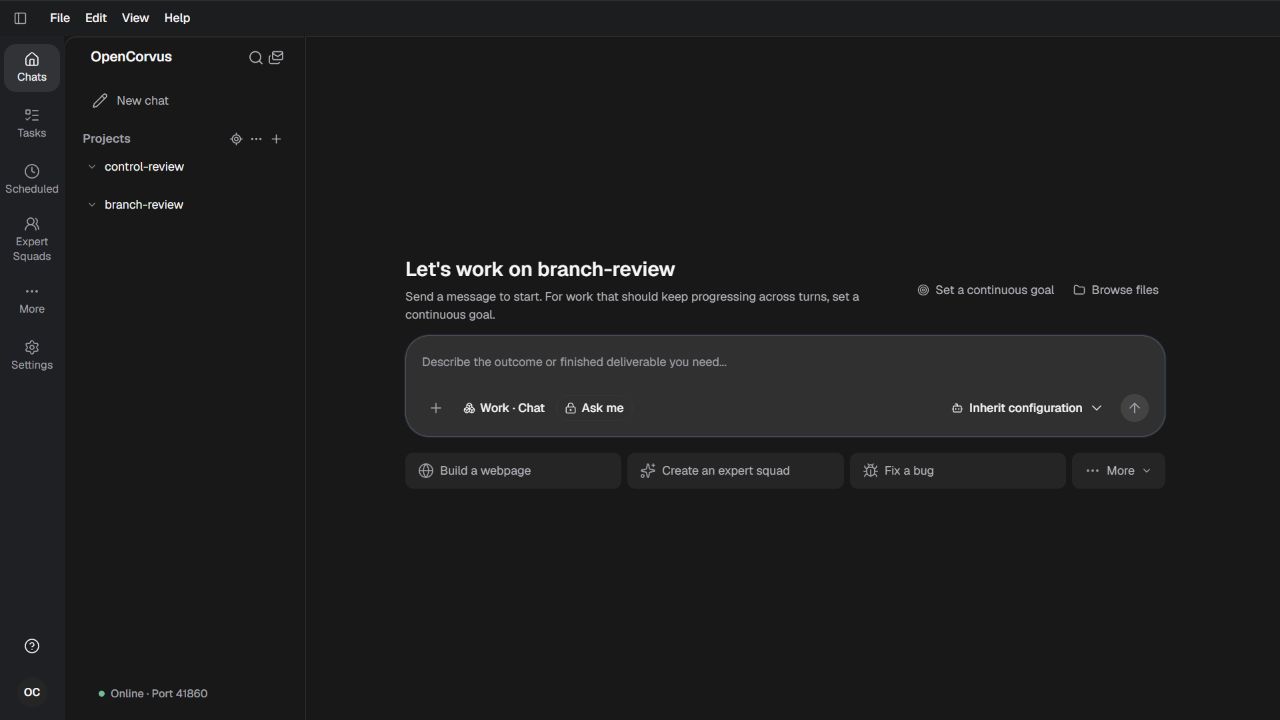 File Edit View Help
Chats
Tasks
Scheduled
Expert
Squads
More
Settings
OC
OpenCorvus
New chat
Projects
control-review
branch-review
Online · Port 41860
Let's work on branch-review
Send a message to start. For work that should keep progressing across turns, set a
continuous goal.
Set a continuous goal
Browse files
Describe the outcome or finished deliverable you need...
Work · Chat
Ask me
Inherit configuration
Build a webpage
Create an expert squad
Fix a bug
More